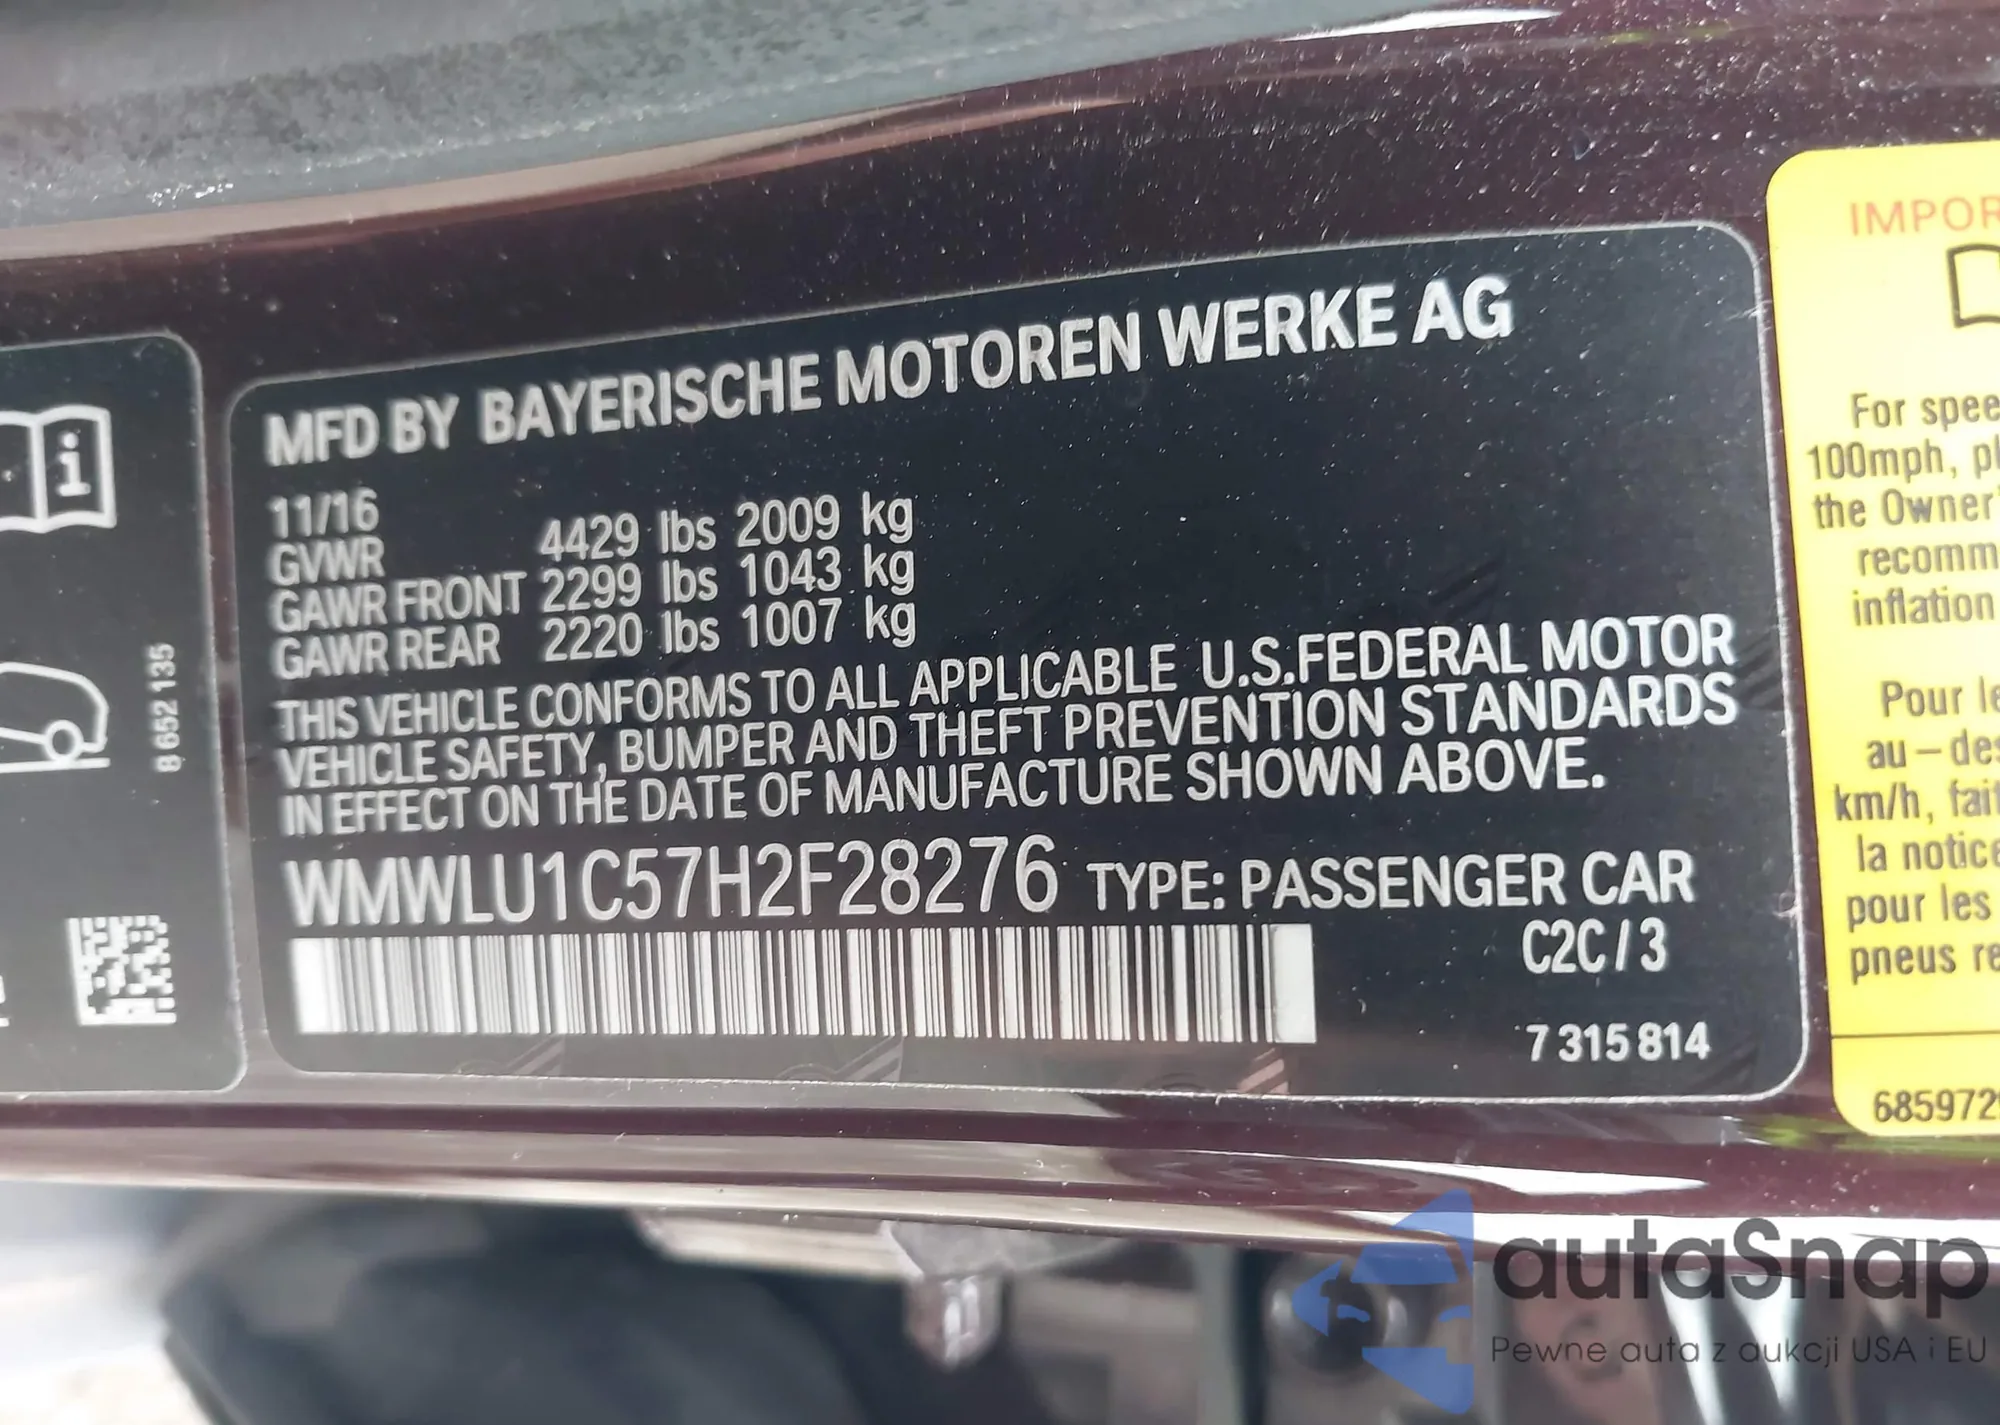 MFD BY BAYERISCHE MOTOREN WERKE AG
11/16
GVWR 4429 lbs 2009 kg
GAWR FRONT 2299 lbs 1043 kg
GAWR REAR 2220 lbs 1007 kg
THIS VEHICLE CONFORMS TO ALL APPLICABLE U.S.FEDERAL MOTOR
VEHICLE SAFETY, BUMPER AND THEFT PREVENTION STANDARDS
IN EFFECT ON THE DATE OF MANUFACTURE SHOWN ABOVE.
WMWLU1C57H2F28276 TYPE: PASSENGER CAR
C2C/3
7 315 814
8 652 135
i
IMPOR
For spee
100mph, pl
the Owner'
recomm
inflation
Pour le
au-des
km/h, fait
la notice
pour les
pneus re
685972
autaSnap
Pewne auta z aukcji USA i EU